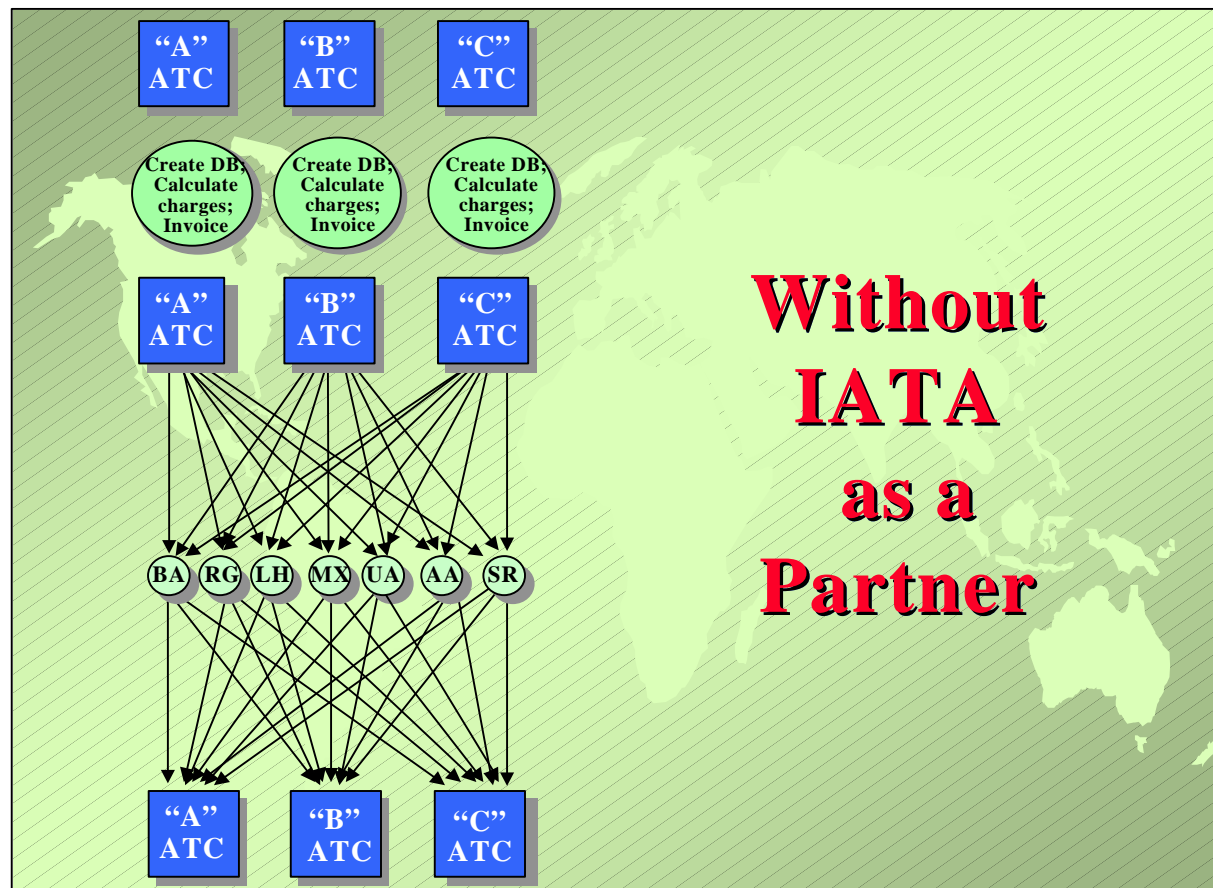 “A” “B” “C”
ATC ATC ATC
Create DB; Create DB; Create DB;
Calculate Calculate Calculate
charges; charges; charges;
Invoice Invoice Invoice
“A” “B” “C”
ATC ATC ATC
Without
IATA
as a
Partner
BA RG LH MX UA AA SR
“A” “B” “C”
ATC ATC ATC